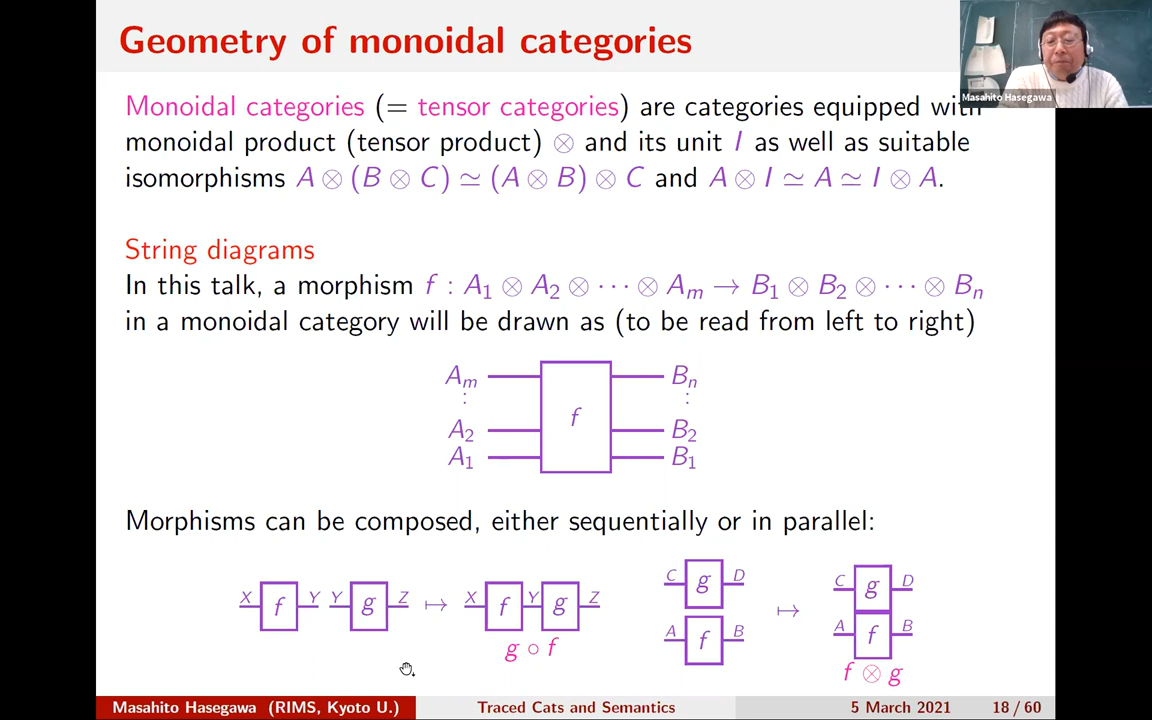 Geometry of monoidal categories
Masahito Hasegawa
Monoidal categories (= tensor categories) are categories equipped with
monoidal product (tensor product) ⊗ and its unit I as well as suitable
isomorphisms A ⊗ (B ⊗ C) ≃ (A ⊗ B) ⊗ C and A ⊗ I ≃ A ≃ I ⊗ A.
String diagrams
In this talk, a morphism f : A₁ ⊗ A₂ ⊗ ⋯ ⊗ Aₘ → B₁ ⊗ B₂ ⊗ ⋯ ⊗ Bₙ
in a monoidal category will be drawn as (to be read from left to right)
Aₘ Bₙ
: :
f
A₂ B₂
A₁ B₁
Morphisms can be composed, either sequentially or in parallel:
X f Y Y g Z ↦ X f Y g Z
g ∘ f
C g D
A f B
↦
C g D
A f B
f ⊗ g
Masahito Hasegawa (RIMS, Kyoto U.) Traced Cats and Semantics 5 March 2021 18 / 60